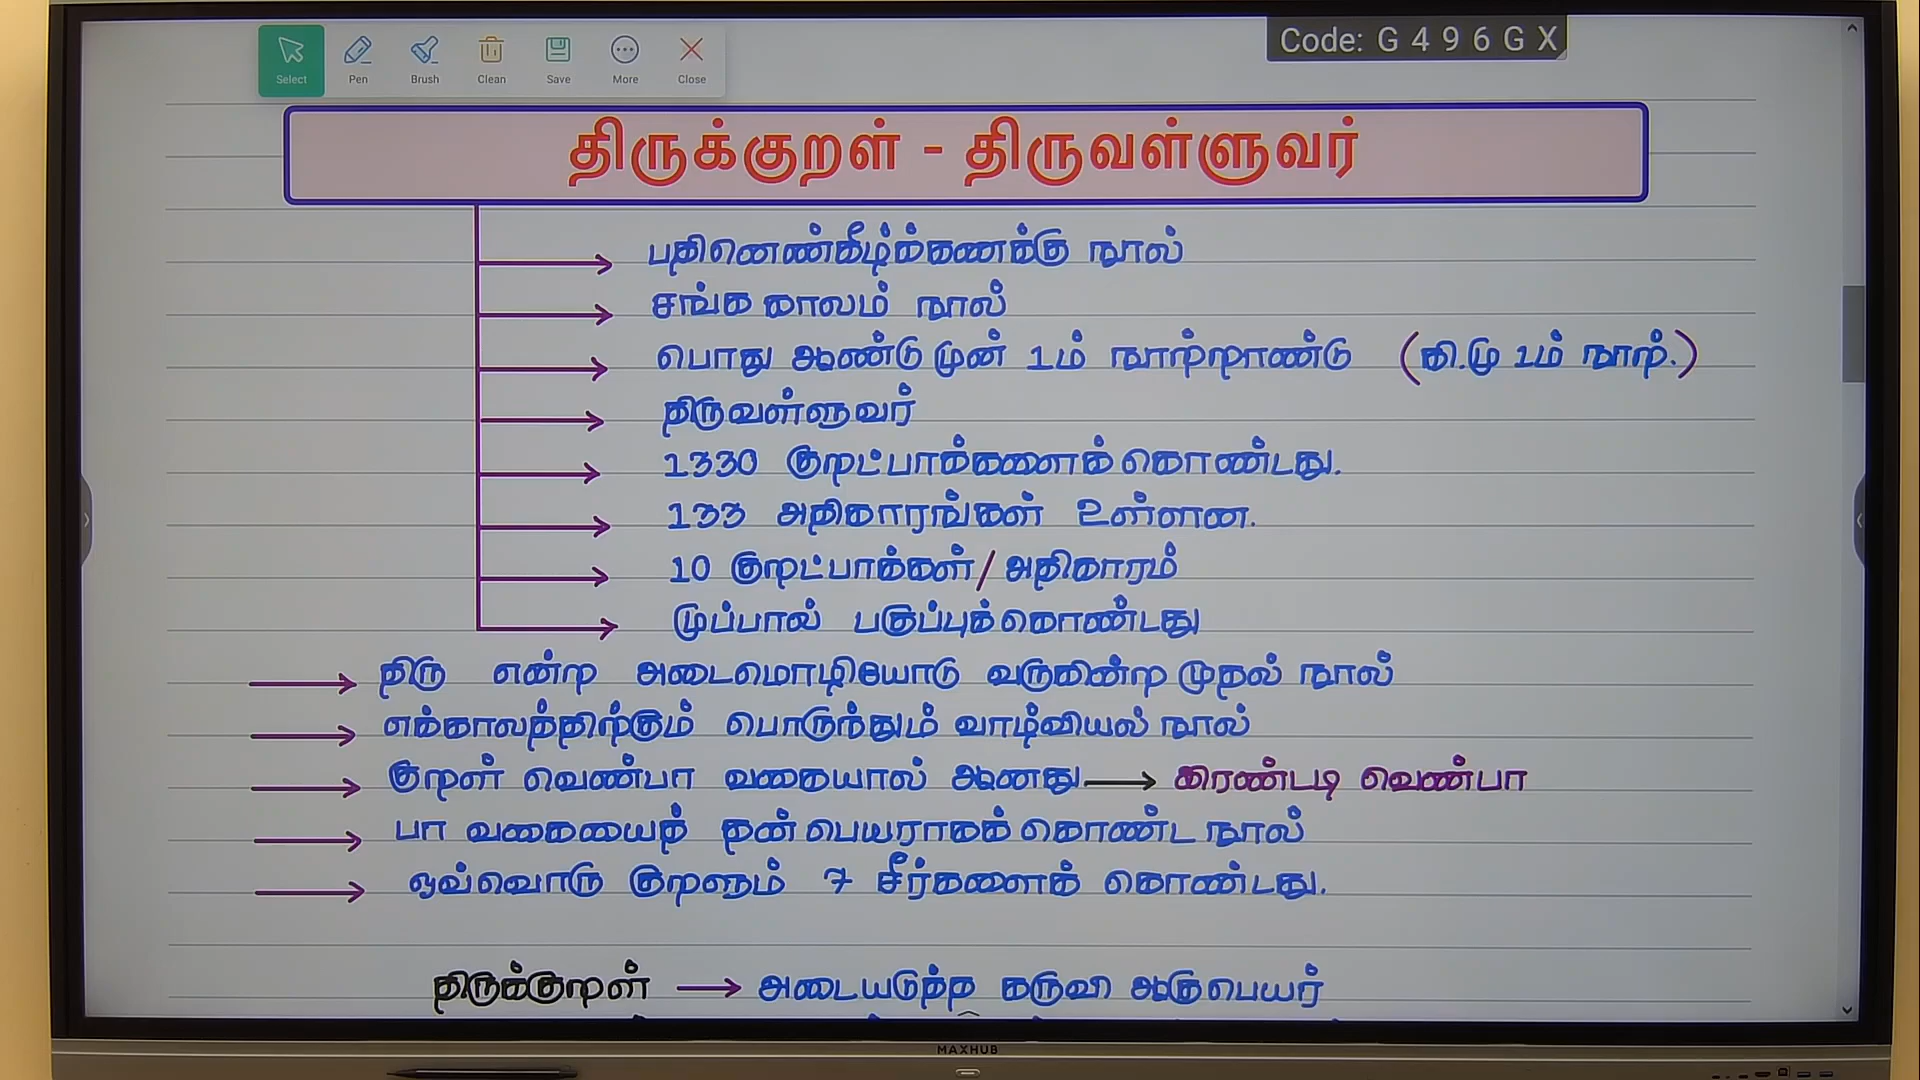 Code: G 4 9 6 G X
Select Pen Brush Clean Save More Close
திருக்குறள் - திருவள்ளுவர்
பதினெண்கீழ்க்கணக்கு நூல்
சங்க காலம் நூல்
பொது ஆண்டு முன் 1ம் நூற்றாண்டு (கி.மு 1ம் நூற்.)
திருவள்ளுவர்
1330 குறட்பாக்களைக் கொண்டது.
133 அதிகாரங்கள் உள்ளன.
10 குறட்பாக்கள்/அதிகாரம்
முப்பால் பகுப்புக்கொண்டது
திரு என்ற அடைமொழியோடு வருகின்ற முதல் நூல்
எக்காலத்திற்கும் பொருந்தும் வாழ்வியல் நூல்
குறள் வெண்பா வகையால் ஆனது → இரண்டடி வெண்பா
பா வகையைத் தன் பெயராகக் கொண்ட நூல்
ஒவ்வொரு குறளும் 7 சீர்களைக் கொண்டது.
திருக்குறள் → அடையடுத்த கருவி ஆகுபெயர்
MAXHUB